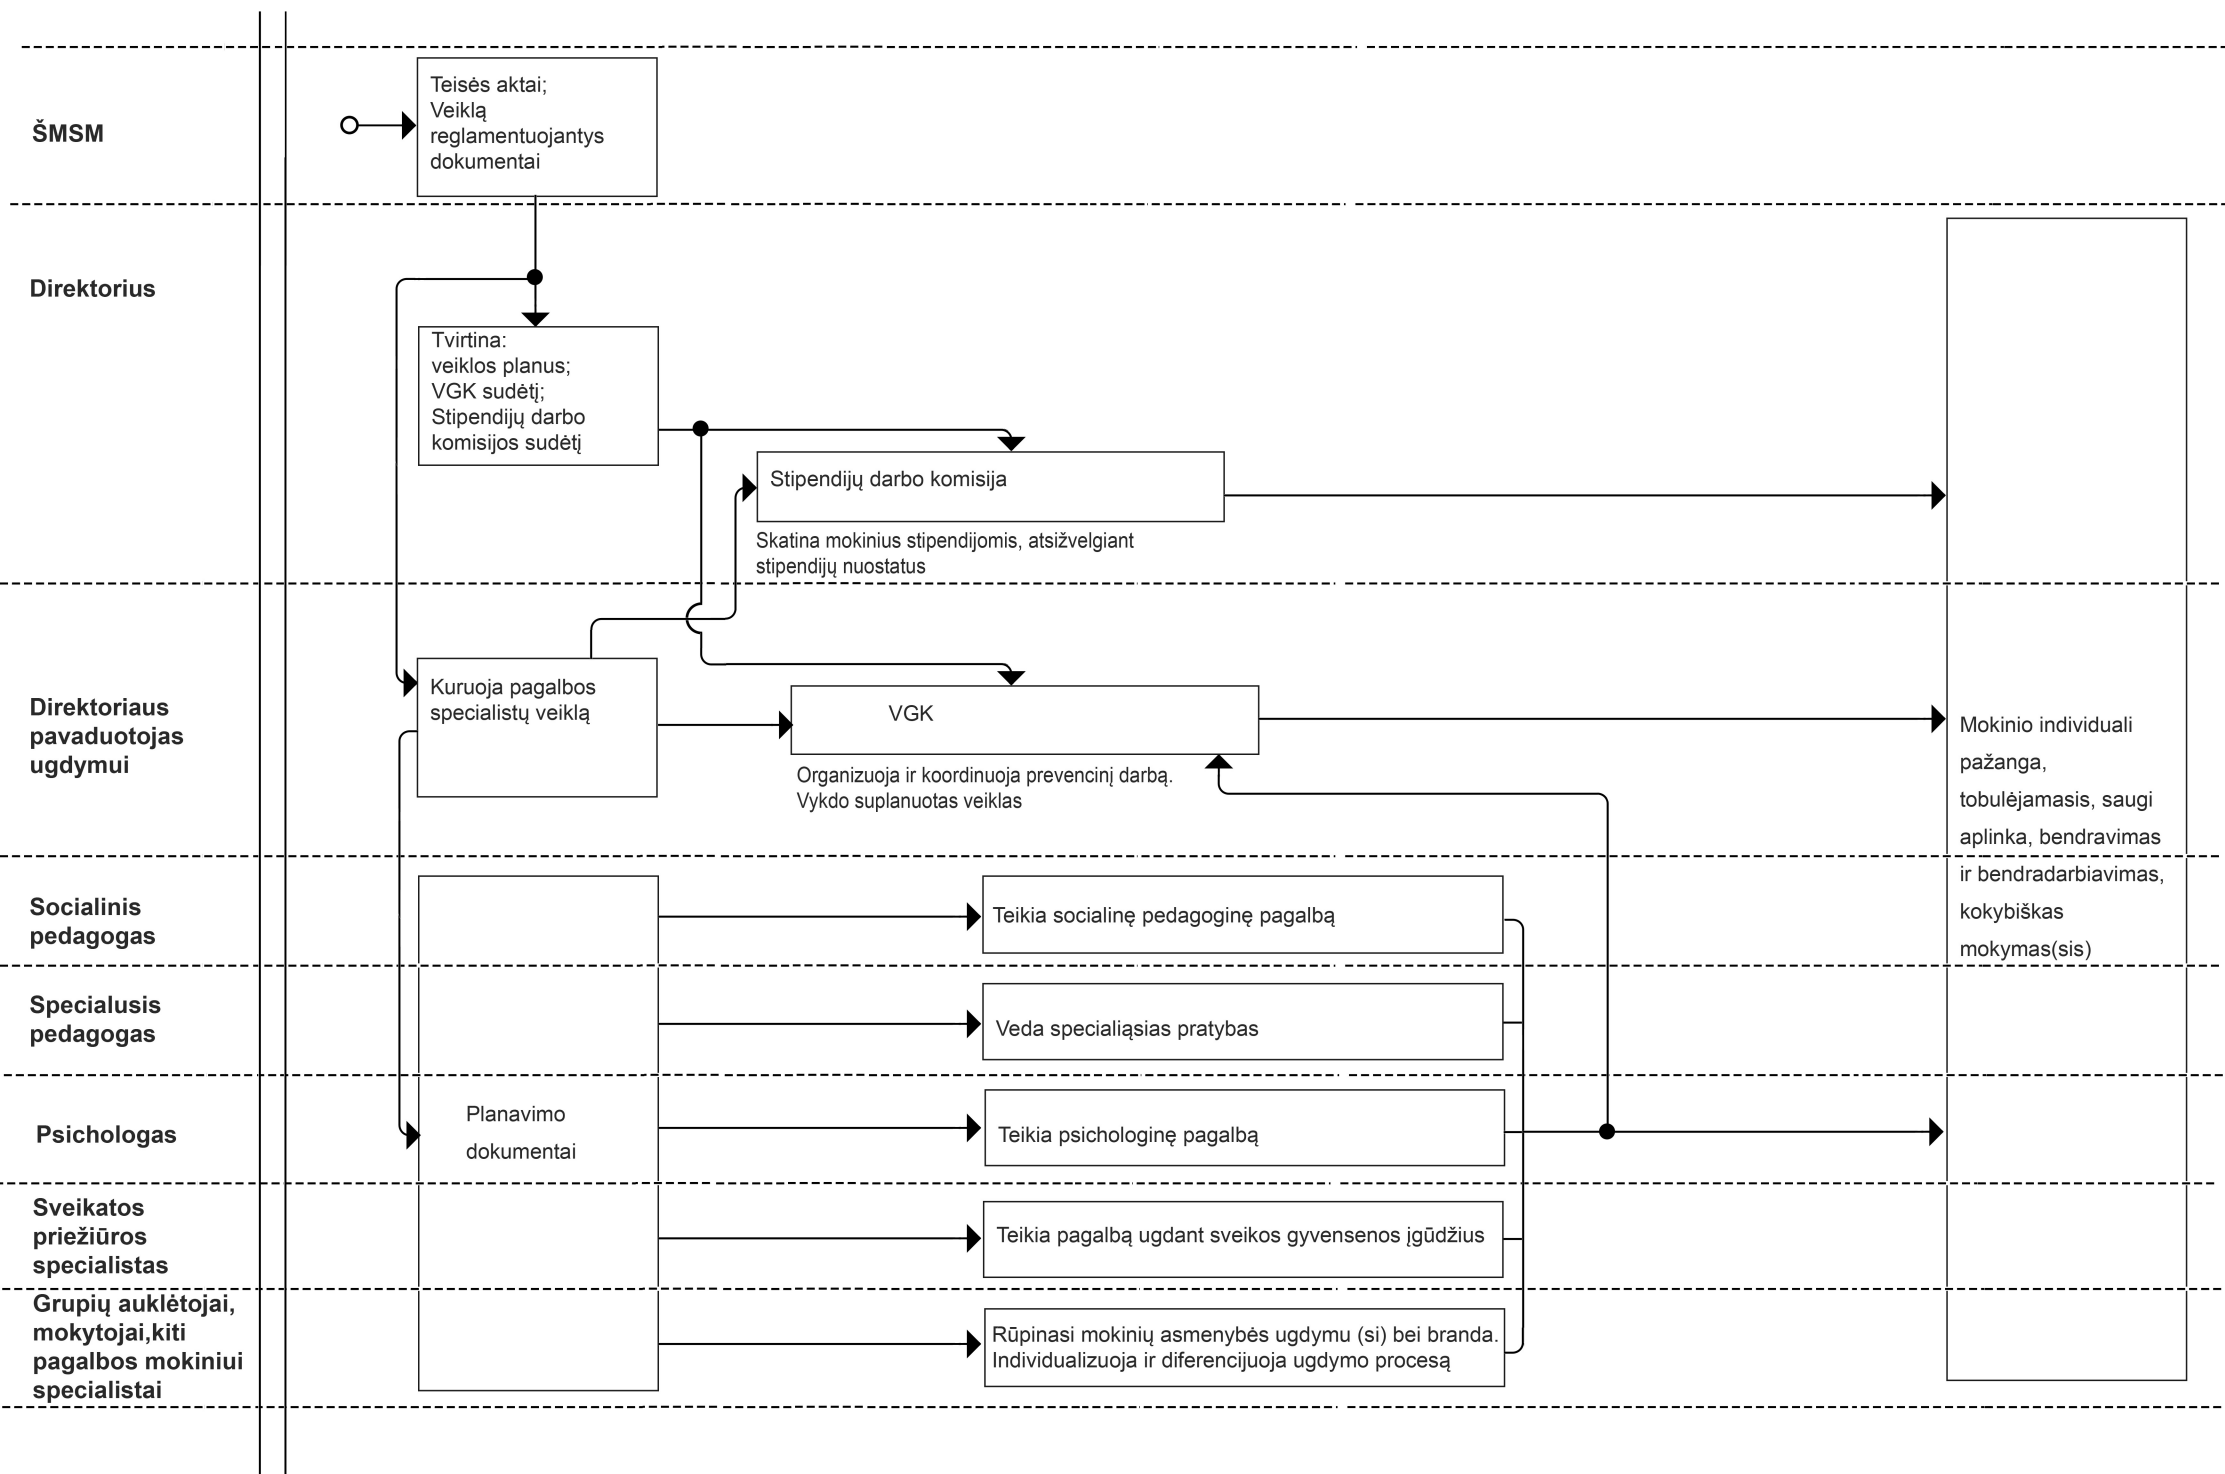 ŠMSM
Teisės aktai;
Veiklą
reglamentuojantys
dokumentai
Direktorius
Tvirtina:
veiklos planus;
VGK sudėtį;
Stipendijų darbo
komisijos sudėtį
Stipendijų darbo komisija
Skatina mokinius stipendijomis, atsižvelgiant
stipendijų nuostatus
Direktoriaus
pavaduotojas
ugdymui
Kuruoja pagalbos
specialistų veiklą
VGK
Organizuoja ir koordinuoja prevencinį darbą.
Vykdo suplanuotas veiklas
Mokinio individuali
pažanga,
tobulėjamasis, saugi
aplinka, bendravimas
ir bendradarbiavimas,
kokybiškas
mokymas(sis)
Socialinis
pedagogas
Teikia socialinę pedagoginę pagalbą
Specialusis
pedagogas
Veda specialiąsias pratybas
Psichologas
Planavimo
dokumentai
Teikia psichologinę pagalbą
Sveikatos
priežiūros
specialistas
Teikia pagalbą ugdant sveikos gyvensenos įgūdžius
Grupių auklėtojai,
mokytojai,kiti
pagalbos mokiniui
specialistai
Rūpinasi mokinių asmenybės ugdymu (si) bei branda.
Individualizuoja ir diferencijuoja ugdymo procesą